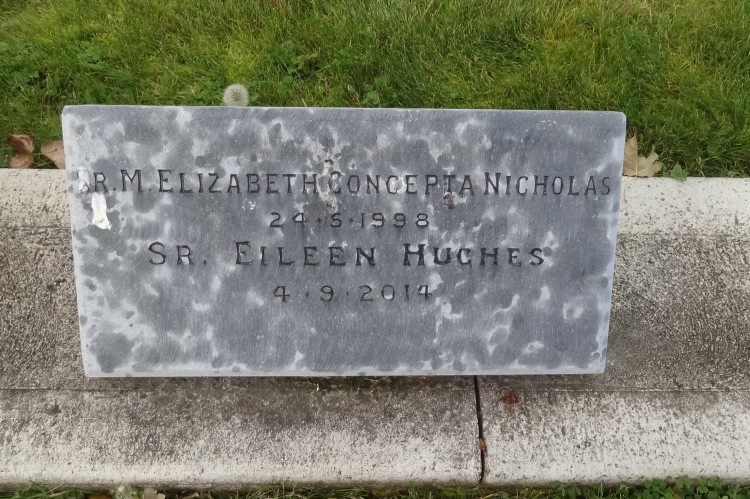 SR. M. ELIZABETH CONCEPTA NICHOLAS
24·5·1998
SR. EILEEN HUGHES
4·9·2014